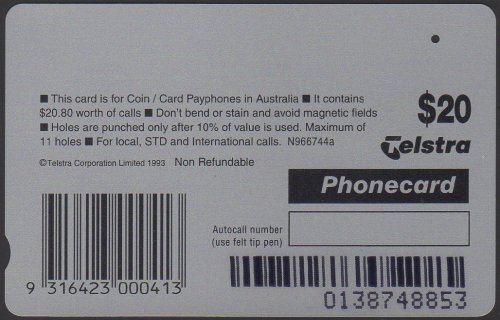 ■ This card is for Coin / Card Payphones in Australia ■ It contains
$20.80 worth of calls ■ Don't bend or stain and avoid magnetic fields
■ Holes are punched only after 10% of value is used. Maximum of
11 holes ■ For local, STD and International calls. N966744a
©Telstra Corporation Limited 1993 Non Refundable
$20
Telstra
Phonecard
Autocall number
(use felt tip pen)
9 316423 000413
0138748853